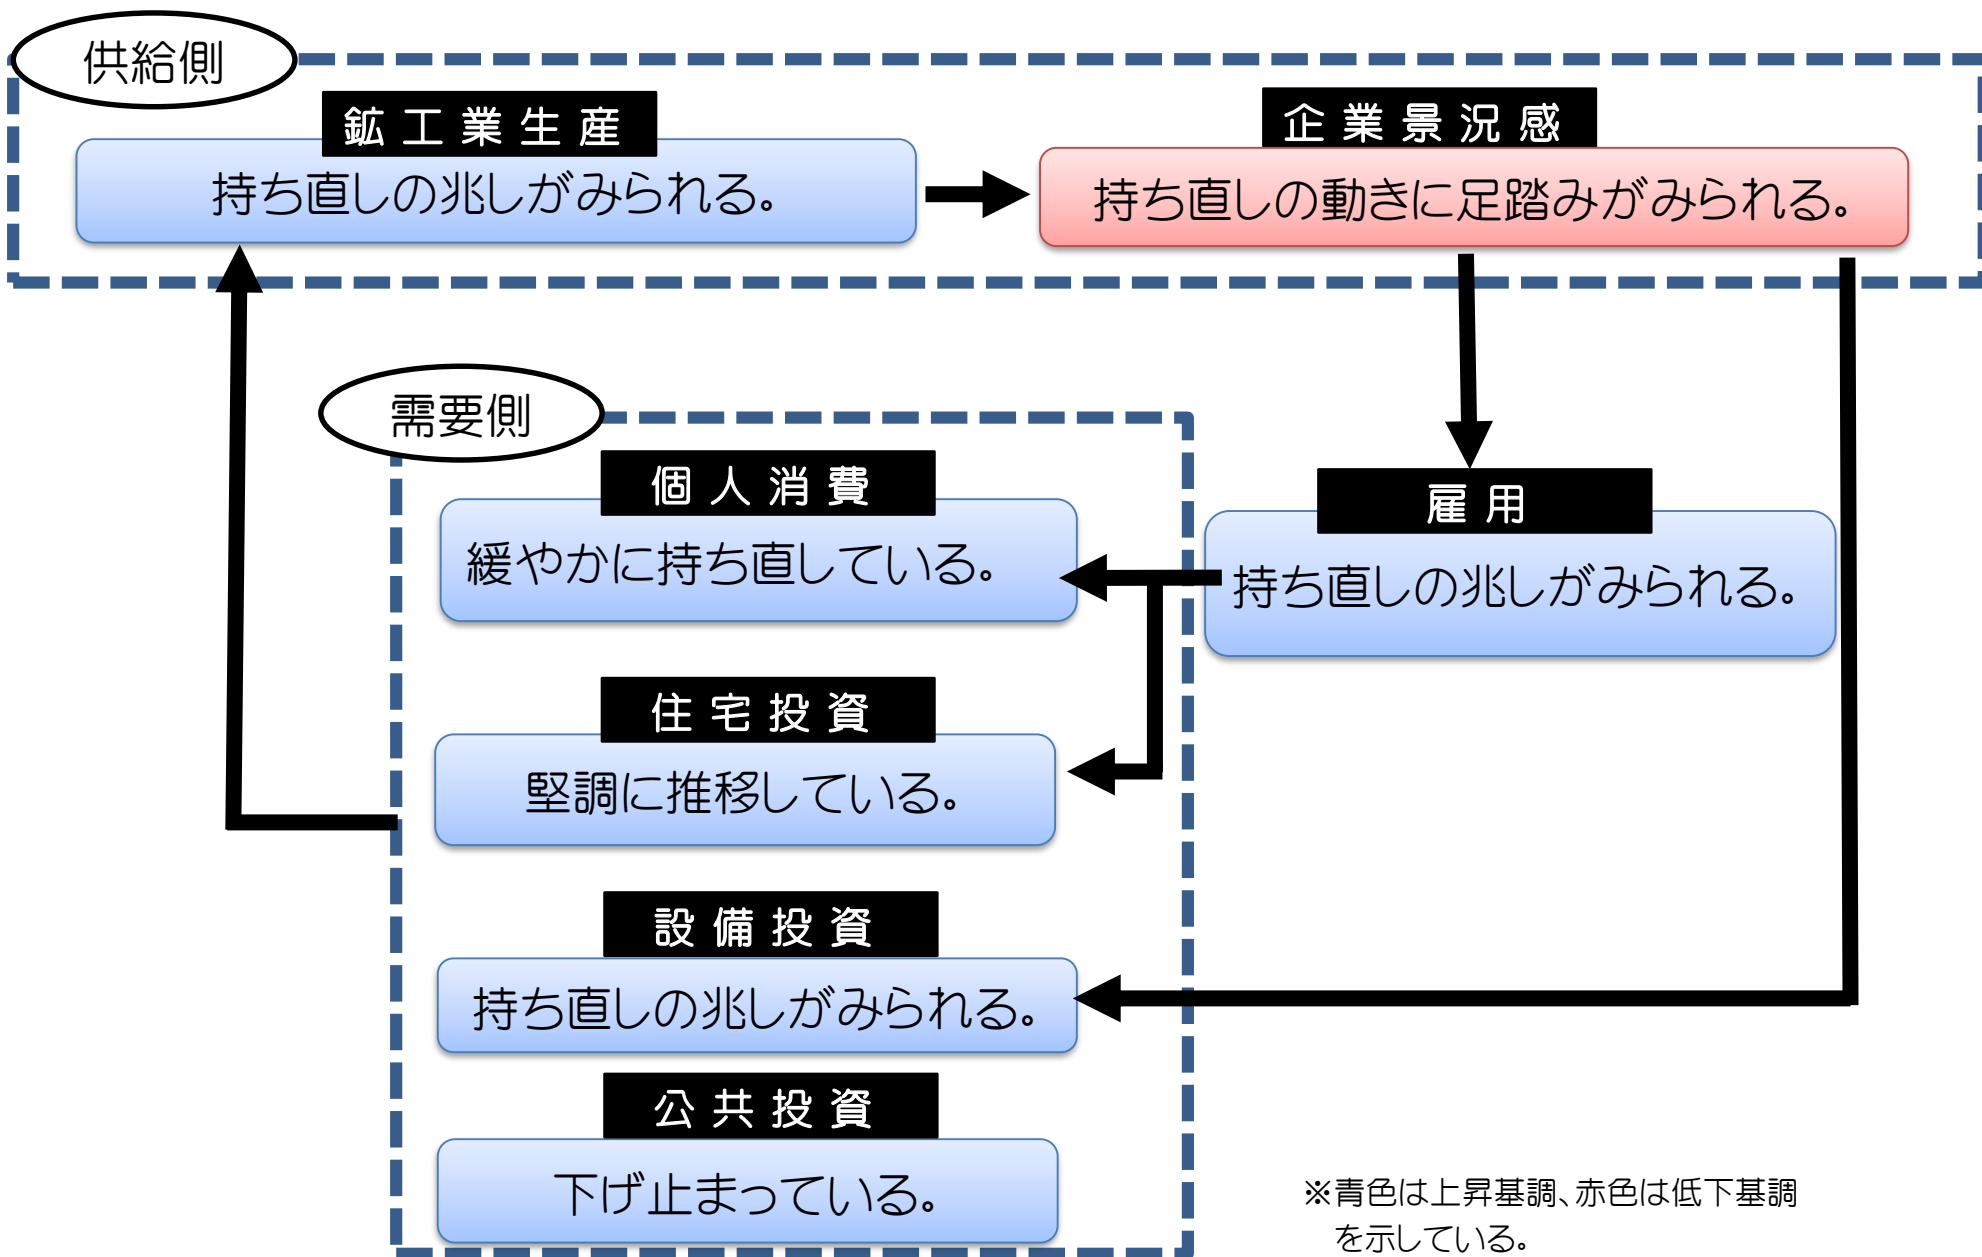 供給側
鉱工業生産
持ち直しの兆しがみられる。
企業景況感
持ち直しの動きに足踏みがみられる。
需要側
個人消費
緩やかに持ち直している。
雇用
持ち直しの兆しがみられる。
住宅投資
堅調に推移している。
設備投資
持ち直しの兆しがみられる。
公共投資
下げ止まっている。
※青色は上昇基調、赤色は低下基調
を示している。